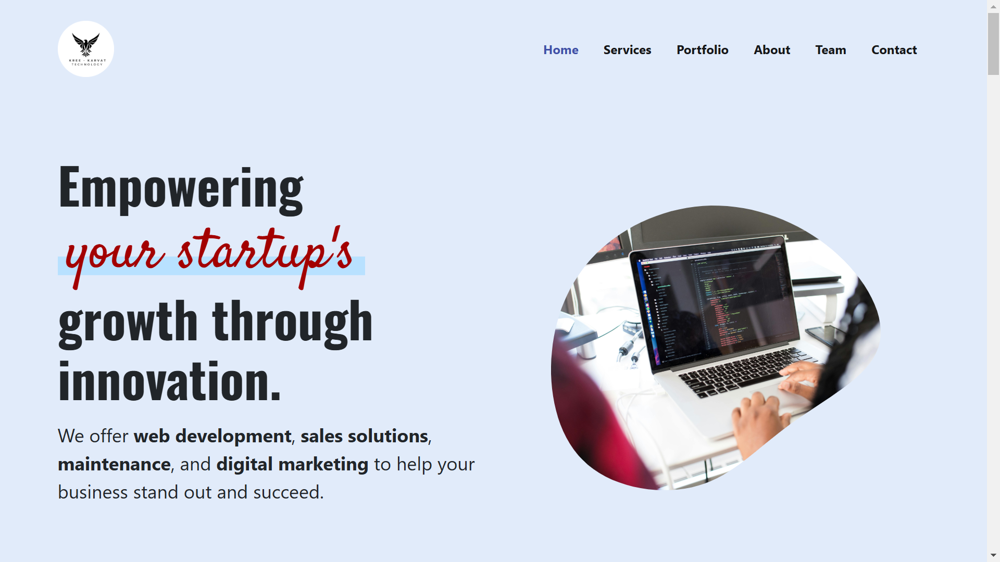 KREE - KARVAT
TECHNOLOGY
Home Services Portfolio About Team Contact
Empowering
your startup's
growth through
innovation.
We offer web development, sales solutions,
maintenance, and digital marketing to help your
business stand out and succeed.